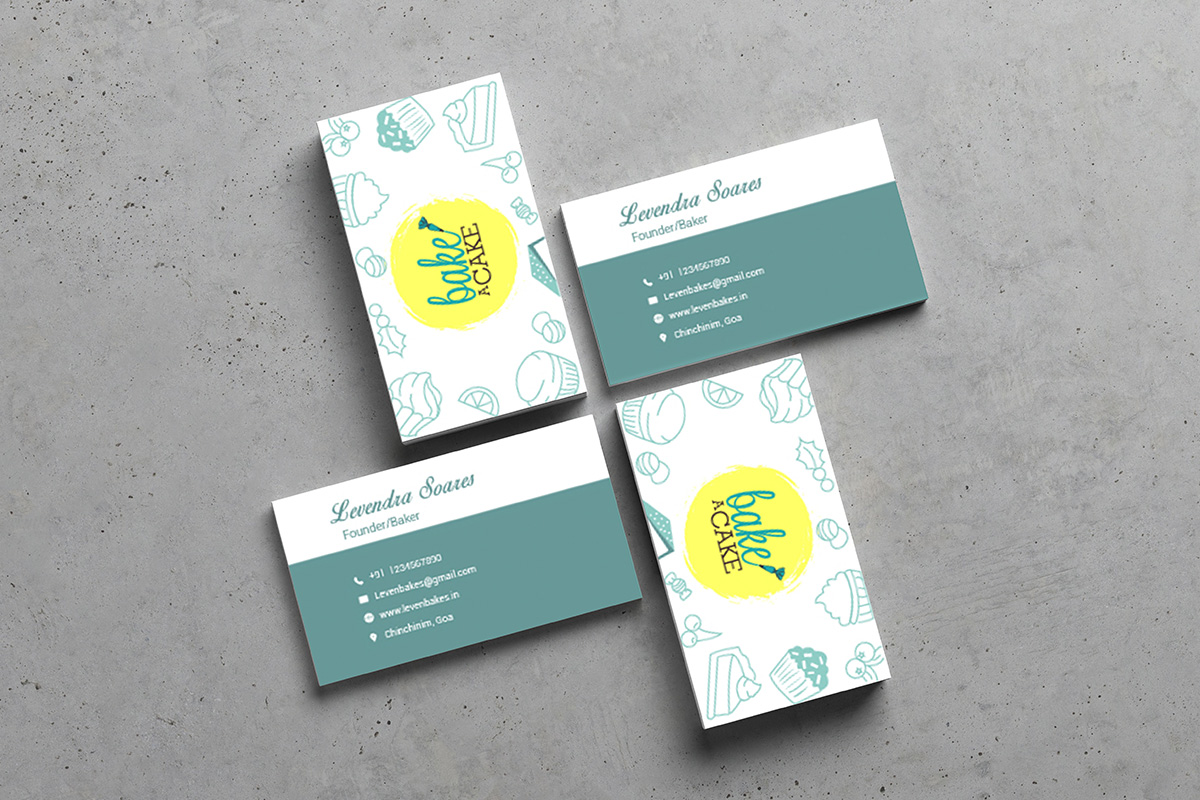 bake
A CAKE
Levendra Soares
Founder/Baker
+91 1234567890
Levenbakes@gmail.com
www.levenbakes.in
Chinchinim, Goa
Levendra Soares
Founder/Baker
+91 1234567890
Levenbakes@gmail.com
www.levenbakes.in
Chinchinim, Goa
bake
A CAKE